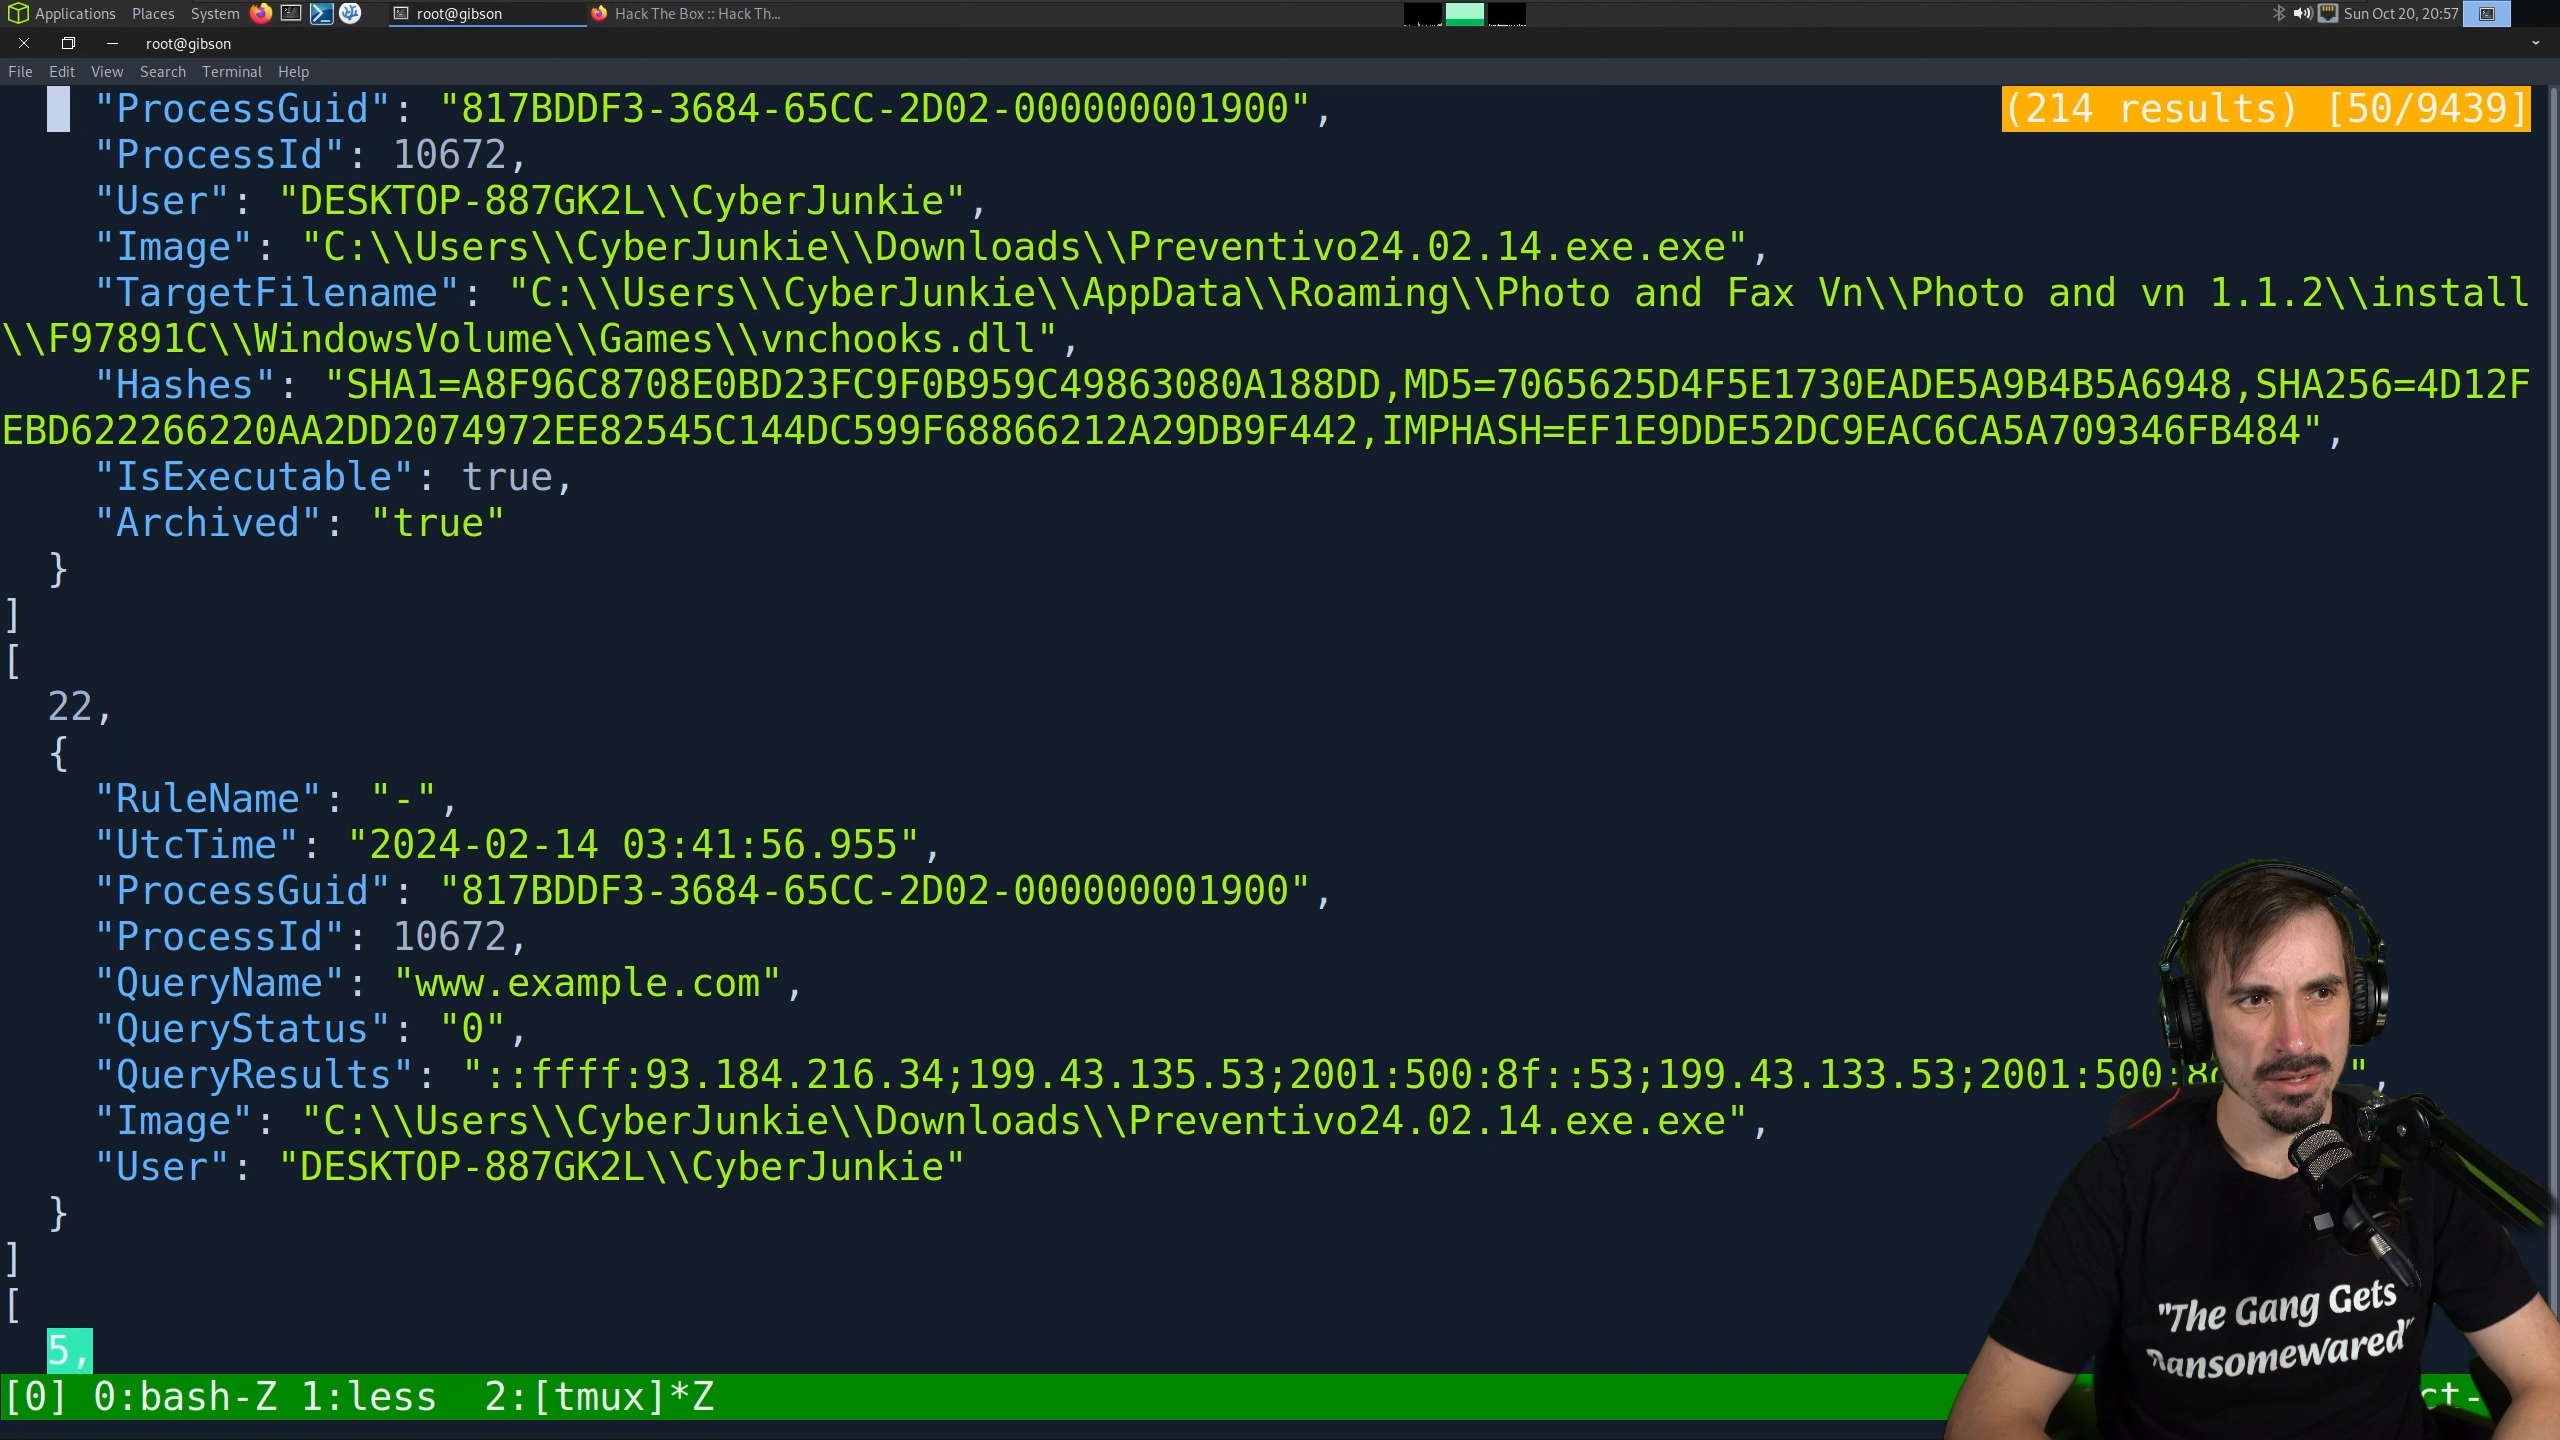 Applications Places System root@gibson Hack The Box :: Hack Th... Sun Oct 20, 20:57
root@gibson
File Edit View Search Terminal Help
"ProcessGuid": "817BDDF3-3684-65CC-2D02-000000001900", (214 results) [50/9439]
"ProcessId": 10672,
"User": "DESKTOP-887GK2L\\CyberJunkie",
"Image": "C:\\Users\\CyberJunkie\\Downloads\\Preventivo24.02.14.exe.exe",
"TargetFilename": "C:\\Users\\CyberJunkie\\AppData\\Roaming\\Photo and Fax Vn\\Photo and vn 1.1.2\\install
\\F97891C\\WindowsVolume\\Games\\vnchooks.dll",
"Hashes": "SHA1=A8F96C8708E0BD23FC9F0B959C49863080A188DD,MD5=7065625D4F5E1730EADE5A9B4B5A6948,SHA256=4D12F
EBD622266220AA2DD2074972EE82545C144DC599F68866212A29DB9F442,IMPHASH=EF1E9DDE52DC9EAC6CA5A709346FB484",
"IsExecutable": true,
"Archived": "true"
}
]
[
22,
{
"RuleName": "-",
"UtcTime": "2024-02-14 03:41:56.955",
"ProcessGuid": "817BDDF3-3684-65CC-2D02-000000001900",
"ProcessId": 10672,
"QueryName": "www.example.com",
"QueryStatus": "0",
"QueryResults": "::ffff:93.184.216.34;199.43.135.53;2001:500:8f::53;199.43.133.53;2001:500:8 ",
"Image": "C:\\Users\\CyberJunkie\\Downloads\\Preventivo24.02.14.exe.exe",
"User": "DESKTOP-887GK2L\\CyberJunkie"
}
]
[
5,
[0] 0:bash-Z 1:less 2:[tmux]*Z
"The Gang Gets
Ransomewared"